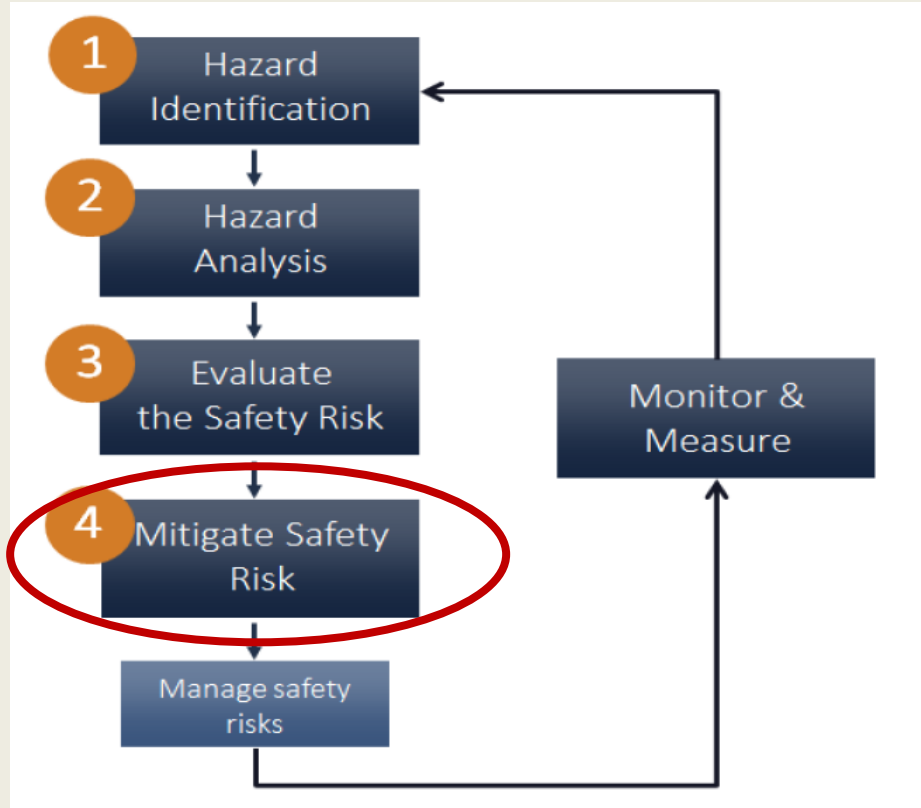 1
Hazard
Identification
2
Hazard
Analysis
3
Evaluate
the Safety Risk
4
Mitigate Safety
Risk
Manage safety
risks
Monitor &
Measure